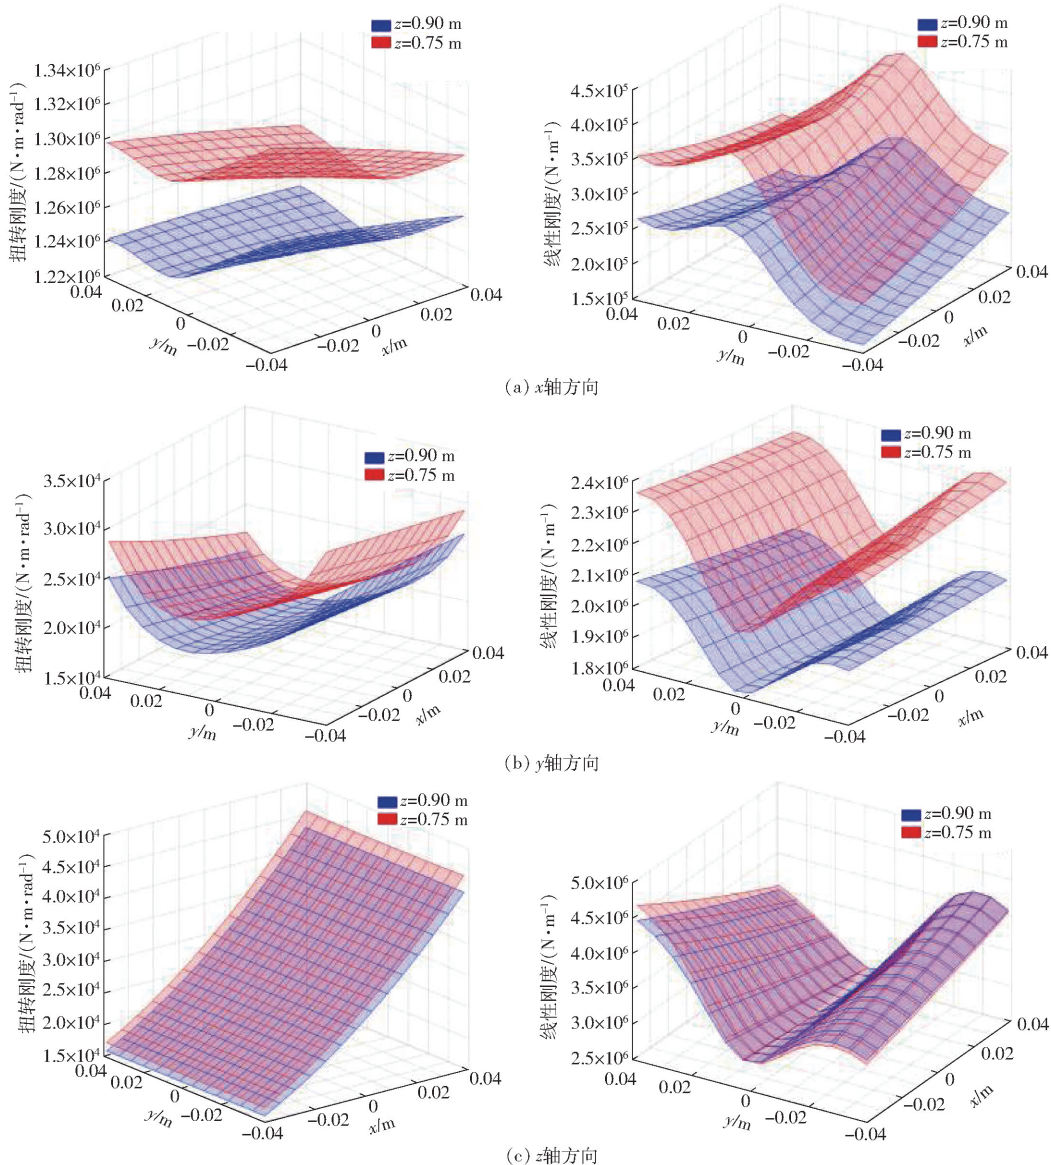 z=0.90 m
z=0.75 m
扭转刚度/(N·m·rad⁻¹)
1.34×10⁶
1.32×10⁶
1.30×10⁶
1.28×10⁶
1.26×10⁶
1.24×10⁶
1.22×10⁶
0.04
0.02
0
−0.02
−0.04
y/m
−0.02
0
0.02
0.04
x/m
z=0.90 m
z=0.75 m
线性刚度/(N·m⁻¹)
4.5×10⁵
4.0×10⁵
3.5×10⁵
3.0×10⁵
2.5×10⁵
2.0×10⁵
1.5×10⁵
0.04
0.02
0
−0.02
−0.04
y/m
−0.02
0
0.02
0.04
x/m
(a) x轴方向
z=0.90 m
z=0.75 m
扭转刚度/(N·m·rad⁻¹)
3.5×10⁴
3.0×10⁴
2.5×10⁴
2.0×10⁴
1.5×10⁴
0.04
0.02
0
−0.02
−0.04
y/m
−0.02
0
0.02
0.04
x/m
z=0.90 m
z=0.75 m
线性刚度/(N·m⁻¹)
2.4×10⁶
2.3×10⁶
2.2×10⁶
2.1×10⁶
2.0×10⁶
1.9×10⁶
1.8×10⁶
0.04
0.02
0
−0.02
−0.04
y/m
−0.02
0
0.02
0.04
x/m
(b) y轴方向
z=0.90 m
z=0.75 m
扭转刚度/(N·m·rad⁻¹)
5.0×10⁴
4.5×10⁴
4.0×10⁴
3.5×10⁴
3.0×10⁴
2.5×10⁴
2.0×10⁴
1.5×10⁴
0.04
0.02
0
−0.02
−0.04
y/m
−0.02
0
0.02
0.04
x/m
z=0.90 m
z=0.75 m
线性刚度/(N·m⁻¹)
5.0×10⁶
4.5×10⁶
4.0×10⁶
3.5×10⁶
3.0×10⁶
2.5×10⁶
0.04
0.02
0
−0.02
−0.04
y/m
−0.02
0
0.02
0.04
x/m
(c) z轴方向